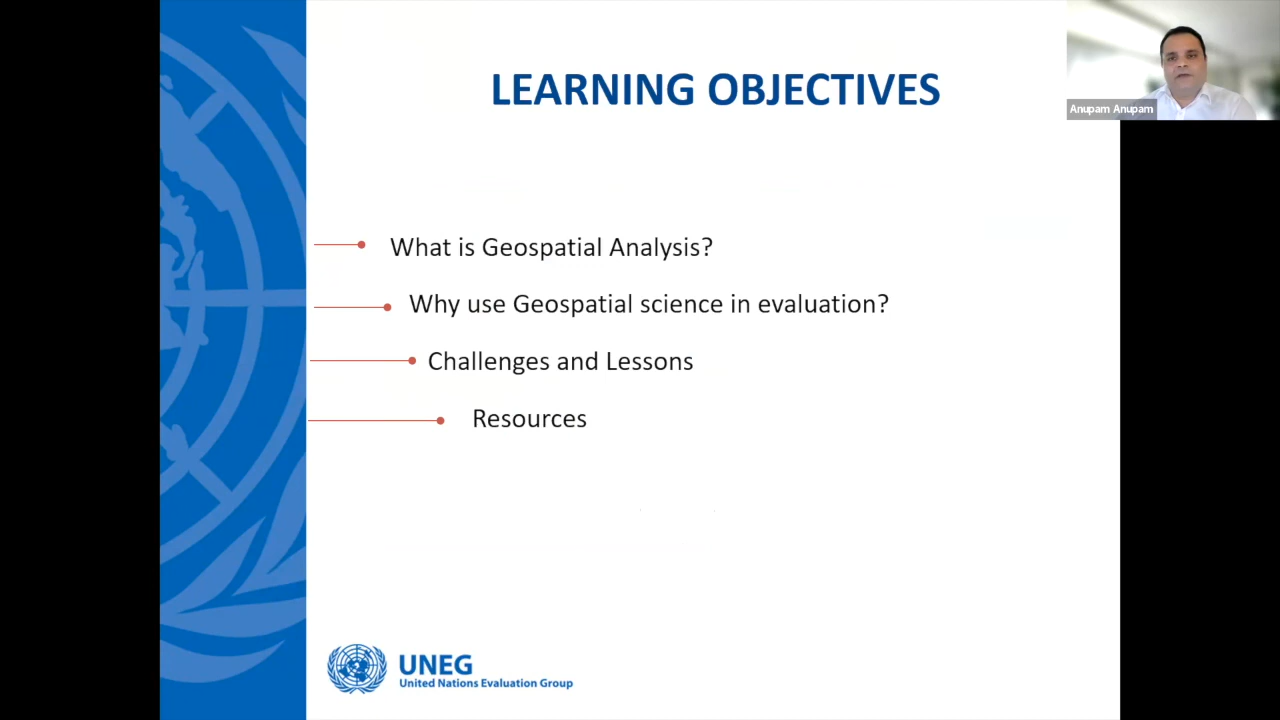 LEARNING OBJECTIVES
Anupam Anupam
What is Geospatial Analysis?
Why use Geospatial science in evaluation?
Challenges and Lessons
Resources
UNEG
United Nations Evaluation Group